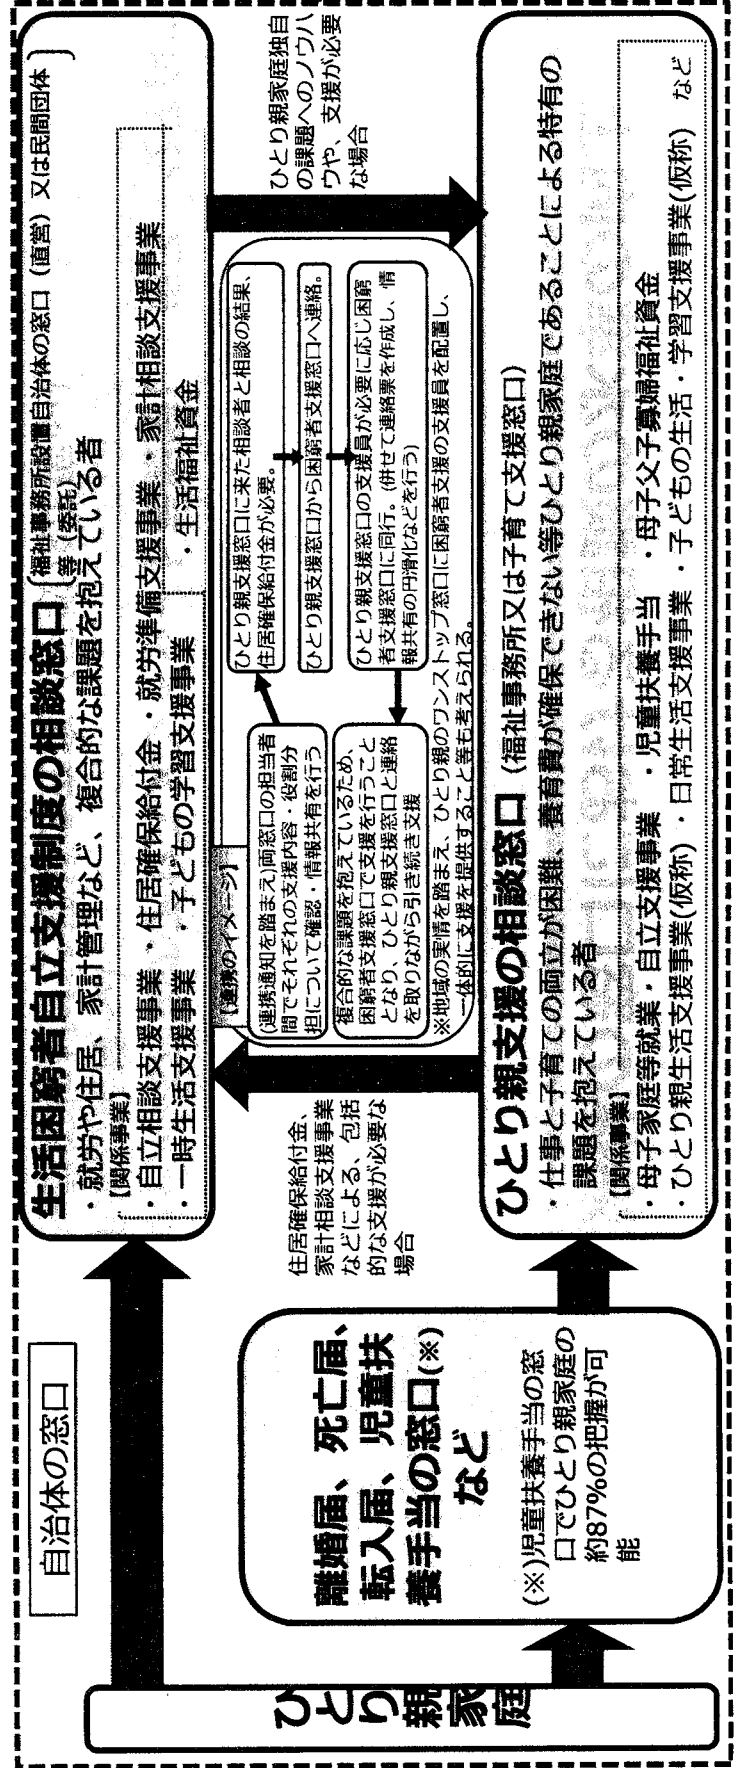 自治体の窓口
ひとり親家庭
離婚届、死亡届、
転入届、児童扶
養手当の窓口(※)
など
(※)児童扶養手当の窓
口でひとり親家庭の
約87%の把握が可
能
生活困窮者自立支援制度の相談窓口
福祉事務所設置自治体の窓口（直営）又は民間団体
等（委託）
・就労や住居、家計管理など、複合的な課題を抱えている者
【関係事業】
・自立相談支援事業 ・住居確保給付金 ・就労準備支援事業 ・家計相談支援事業
・一時生活支援事業 ・子どもの学習支援事業 ・生活福祉資金
住居確保給付金、
家計相談支援事業
などによる、包括
的な支援が必要な
場合
【連携のイメージ】
(連携通知を踏まえ)両窓口の担当者
間でそれぞれの支援内容・役割分
担について確認・情報共有を行う
ひとり親支援窓口に来た相談者と相談の結果、
住居確保給付金が必要。
ひとり親支援窓口から困窮者支援窓口へ連絡。
ひとり親支援窓口の支援員が必要に応じ困窮
者支援窓口に同行。(併せて連絡票を作成し、情
報共有の円滑化などを行う)
複合的な課題を抱えているため、
困窮者支援窓口で支援を行うこと
となり、ひとり親支援窓口と連絡
を取りながら引き続き支援
※地域の実情を踏まえ、ひとり親のワンストップ窓口に困窮者支援の支援員を配置し、
一体的に支援を提供すること等も考えられる。
ひとり親家庭独自
の課題へのノウハ
ウや、支援が必要
な場合
ひとり親支援の相談窓口（福祉事務所又は子育て支援窓口）
・仕事と子育ての両立が困難、養育費が確保できない等ひとり親家庭であることによる特有の
課題を抱えている者
【関係事業】
・母子家庭等就業・自立支援事業 ・児童扶養手当 ・母子父子寡婦福祉資金
・ひとり親生活支援事業(仮称) ・日常生活支援事業 ・子どもの生活・学習支援事業(仮称) など